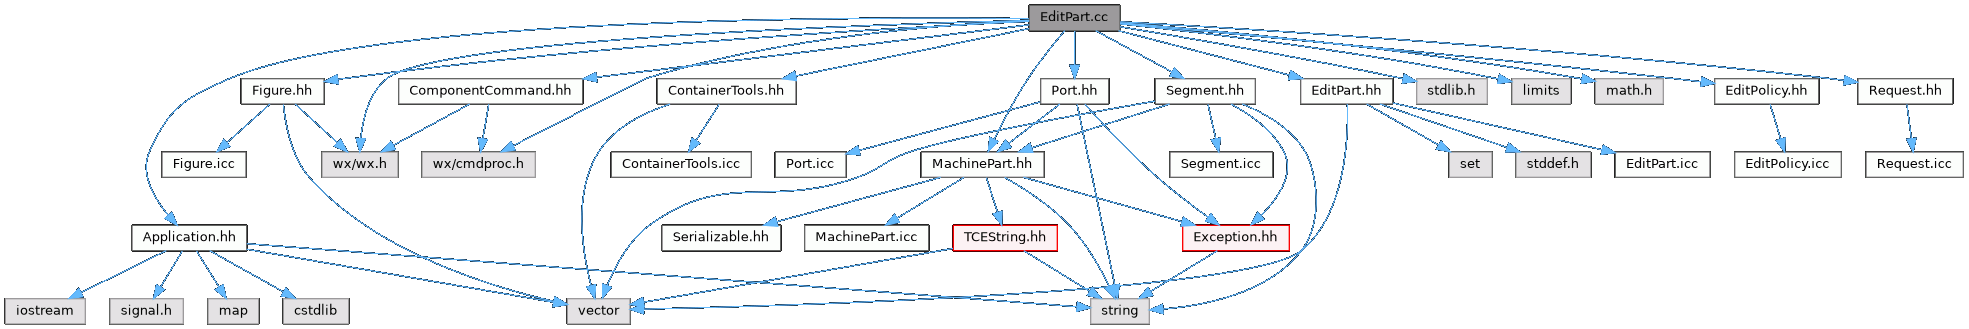 EditPart.cc
Figure.hh
ComponentCommand.hh
ContainerTools.hh
Port.hh
Segment.hh
EditPart.hh
stdlib.h
limits
math.h
EditPolicy.hh
Request.hh
Figure.icc
wx/wx.h
wx/cmdproc.h
ContainerTools.icc
Port.icc
MachinePart.hh
Segment.icc
set
stddef.h
EditPart.icc
EditPolicy.icc
Request.icc
Application.hh
Serializable.hh
MachinePart.icc
TCEString.hh
Exception.hh
iostream
signal.h
map
cstdlib
vector
string